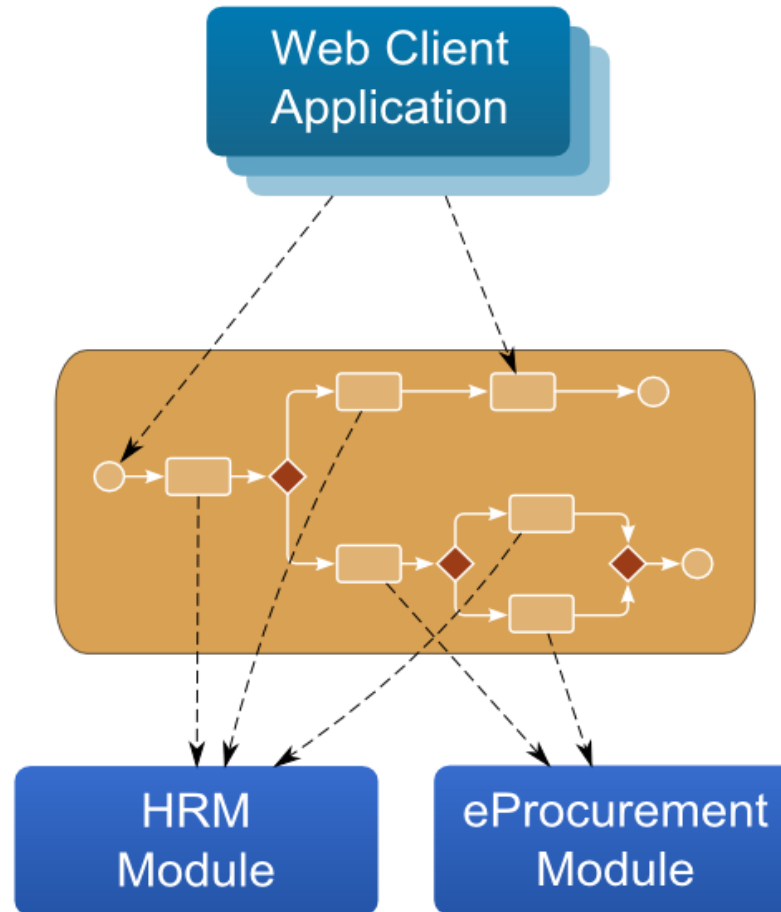 Web Client
Application
HRM
Module
eProcurement
Module